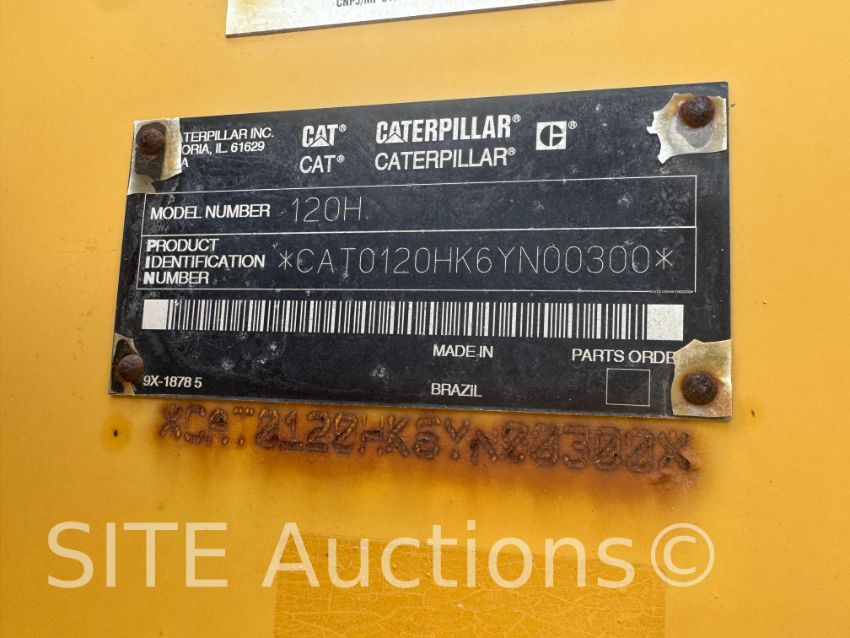 TERPILLAR INC.
ORIA, IL. 61629
A
CAT® CATERPILLAR® C®
CAT® CATERPILLAR®
MODEL NUMBER 120H
PRODUCT
IDENTIFICATION
NUMBER
*CAT0120HK6YN00300*
MADE IN PARTS ORDE
9X-1878 5 BRAZIL
*CAT0120HK6YN00300*
SITE Auctions©